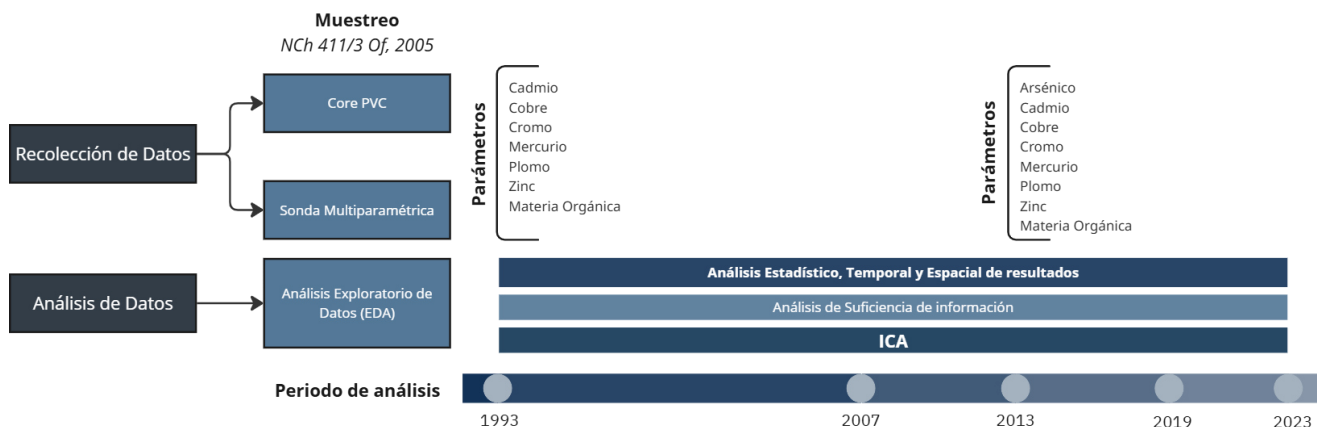 Muestreo
NCh 411/3 Of, 2005
Recolección de Datos
Core PVC
Sonda Multiparamétrica
Parámetros
Cadmio
Cobre
Cromo
Mercurio
Plomo
Zinc
Materia Orgánica
Parámetros
Arsénico
Cadmio
Cobre
Cromo
Mercurio
Plomo
Zinc
Materia Orgánica
Análisis de Datos
Análisis Exploratorio de
Datos (EDA)
Análisis Estadístico, Temporal y Espacial de resultados
Análisis de Suficiencia de información
ICA
Periodo de análisis
1993
2007
2013
2019
2023